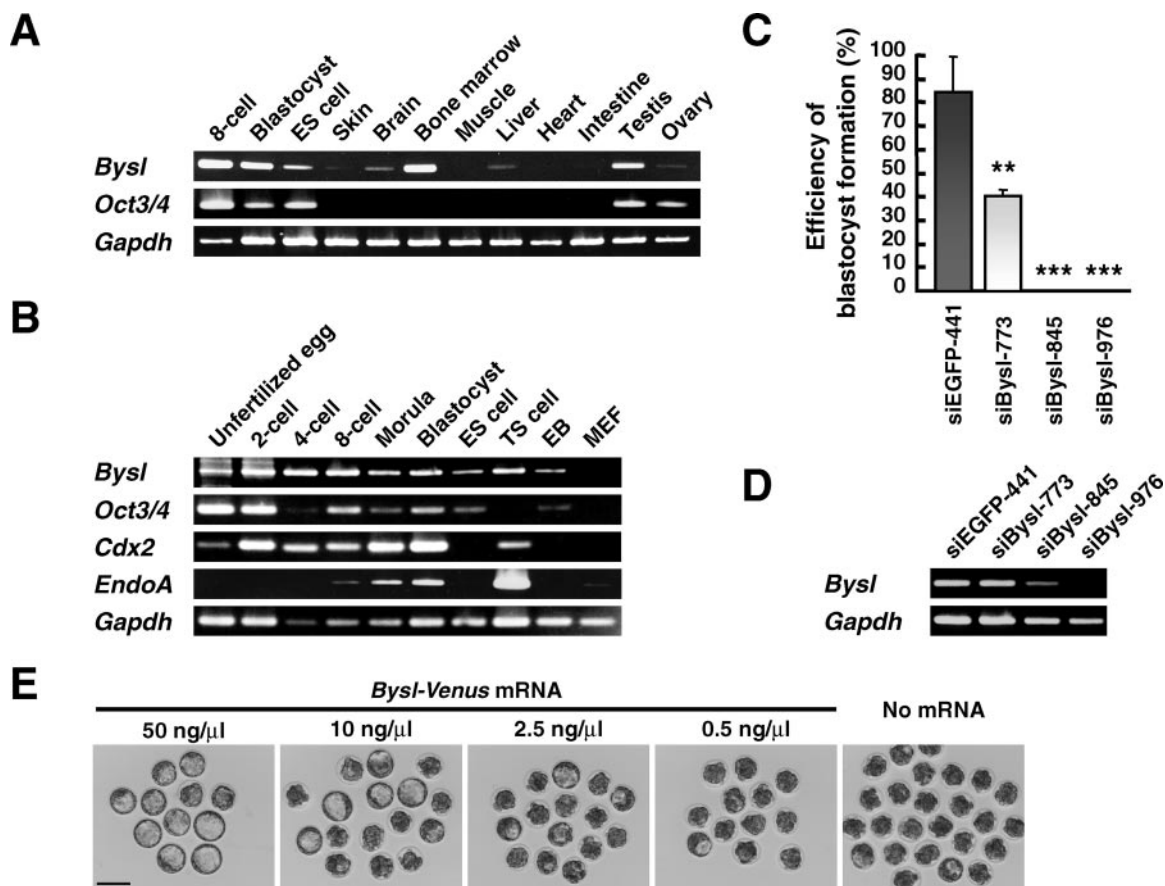 A
8-cell
Blastocyst
ES cell
Skin
Brain
Bone marrow
Muscle
Liver
Heart
Intestine
Testis
Ovary
Bysl
Oct3/4
Gapdh
B
Unfertilized egg
2-cell
4-cell
8-cell
Morula
Blastocyst
ES cell
TS cell
EB
MEF
Bysl
Oct3/4
Cdx2
EndoA
Gapdh
C
Efficiency of
blastocyst formation (%)
100
90
80
70
60
50
40
30
20
10
0
**
***
***
siEGFP-441
siBysl-773
siBysl-845
siBysl-976
D
siEGFP-441
siBysl-773
siBysl-845
siBysl-976
Bysl
Gapdh
E
Bysl-Venus mRNA
No mRNA
50 ng/μl
10 ng/μl
2.5 ng/μl
0.5 ng/μl